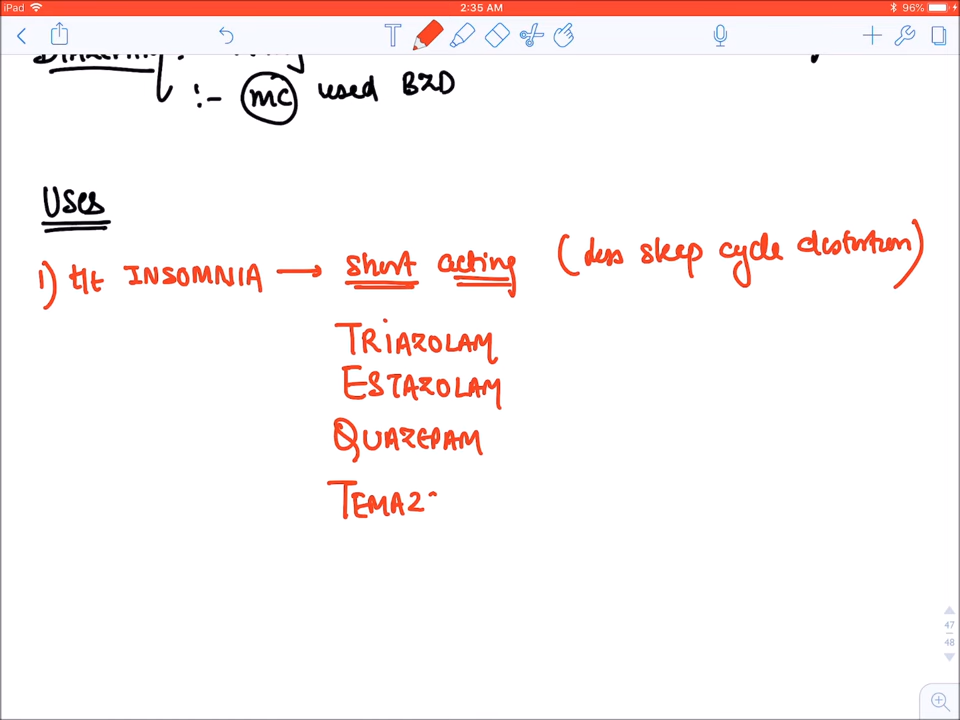 iPad 2:35 AM 96%
T
:- mc used BZD
Uses
1) t/t INSOMNIA → short acting (less sleep cycle distortion)
TRIAZOLAM
ESTAZOLAM
QUAZEPAM
TEMAZ
47
48